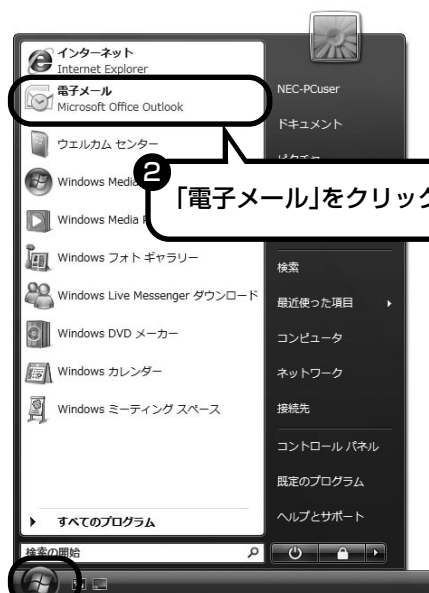 インターネット
Internet Explorer
電子メール
Microsoft Office Outlook
ウェルカム センター
Windows Media
Windows Media
Windows フォト ギャラリー
Windows Live Messenger ダウンロード
Windows DVD メーカー
Windows カレンダー
Windows ミーティング スペース
すべてのプログラム
検索の開始
NEC-PCuser
ドキュメント
検索
最近使った項目
コンピュータ
ネットワーク
接続先
コントロール パネル
既定のプログラム
ヘルプとサポート
❷
「電子メール」をクリック